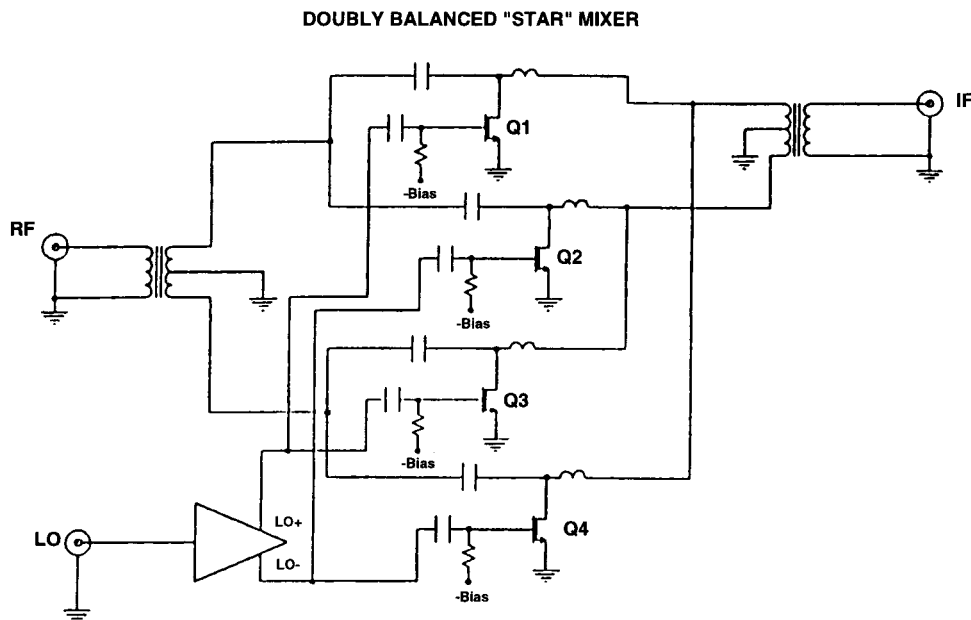 DOUBLY BALANCED "STAR" MIXER
IF
Q1
-Bias
RF
Q2
-Bias
Q3
-Bias
LO+
Q4
LO
LO-
-Bias